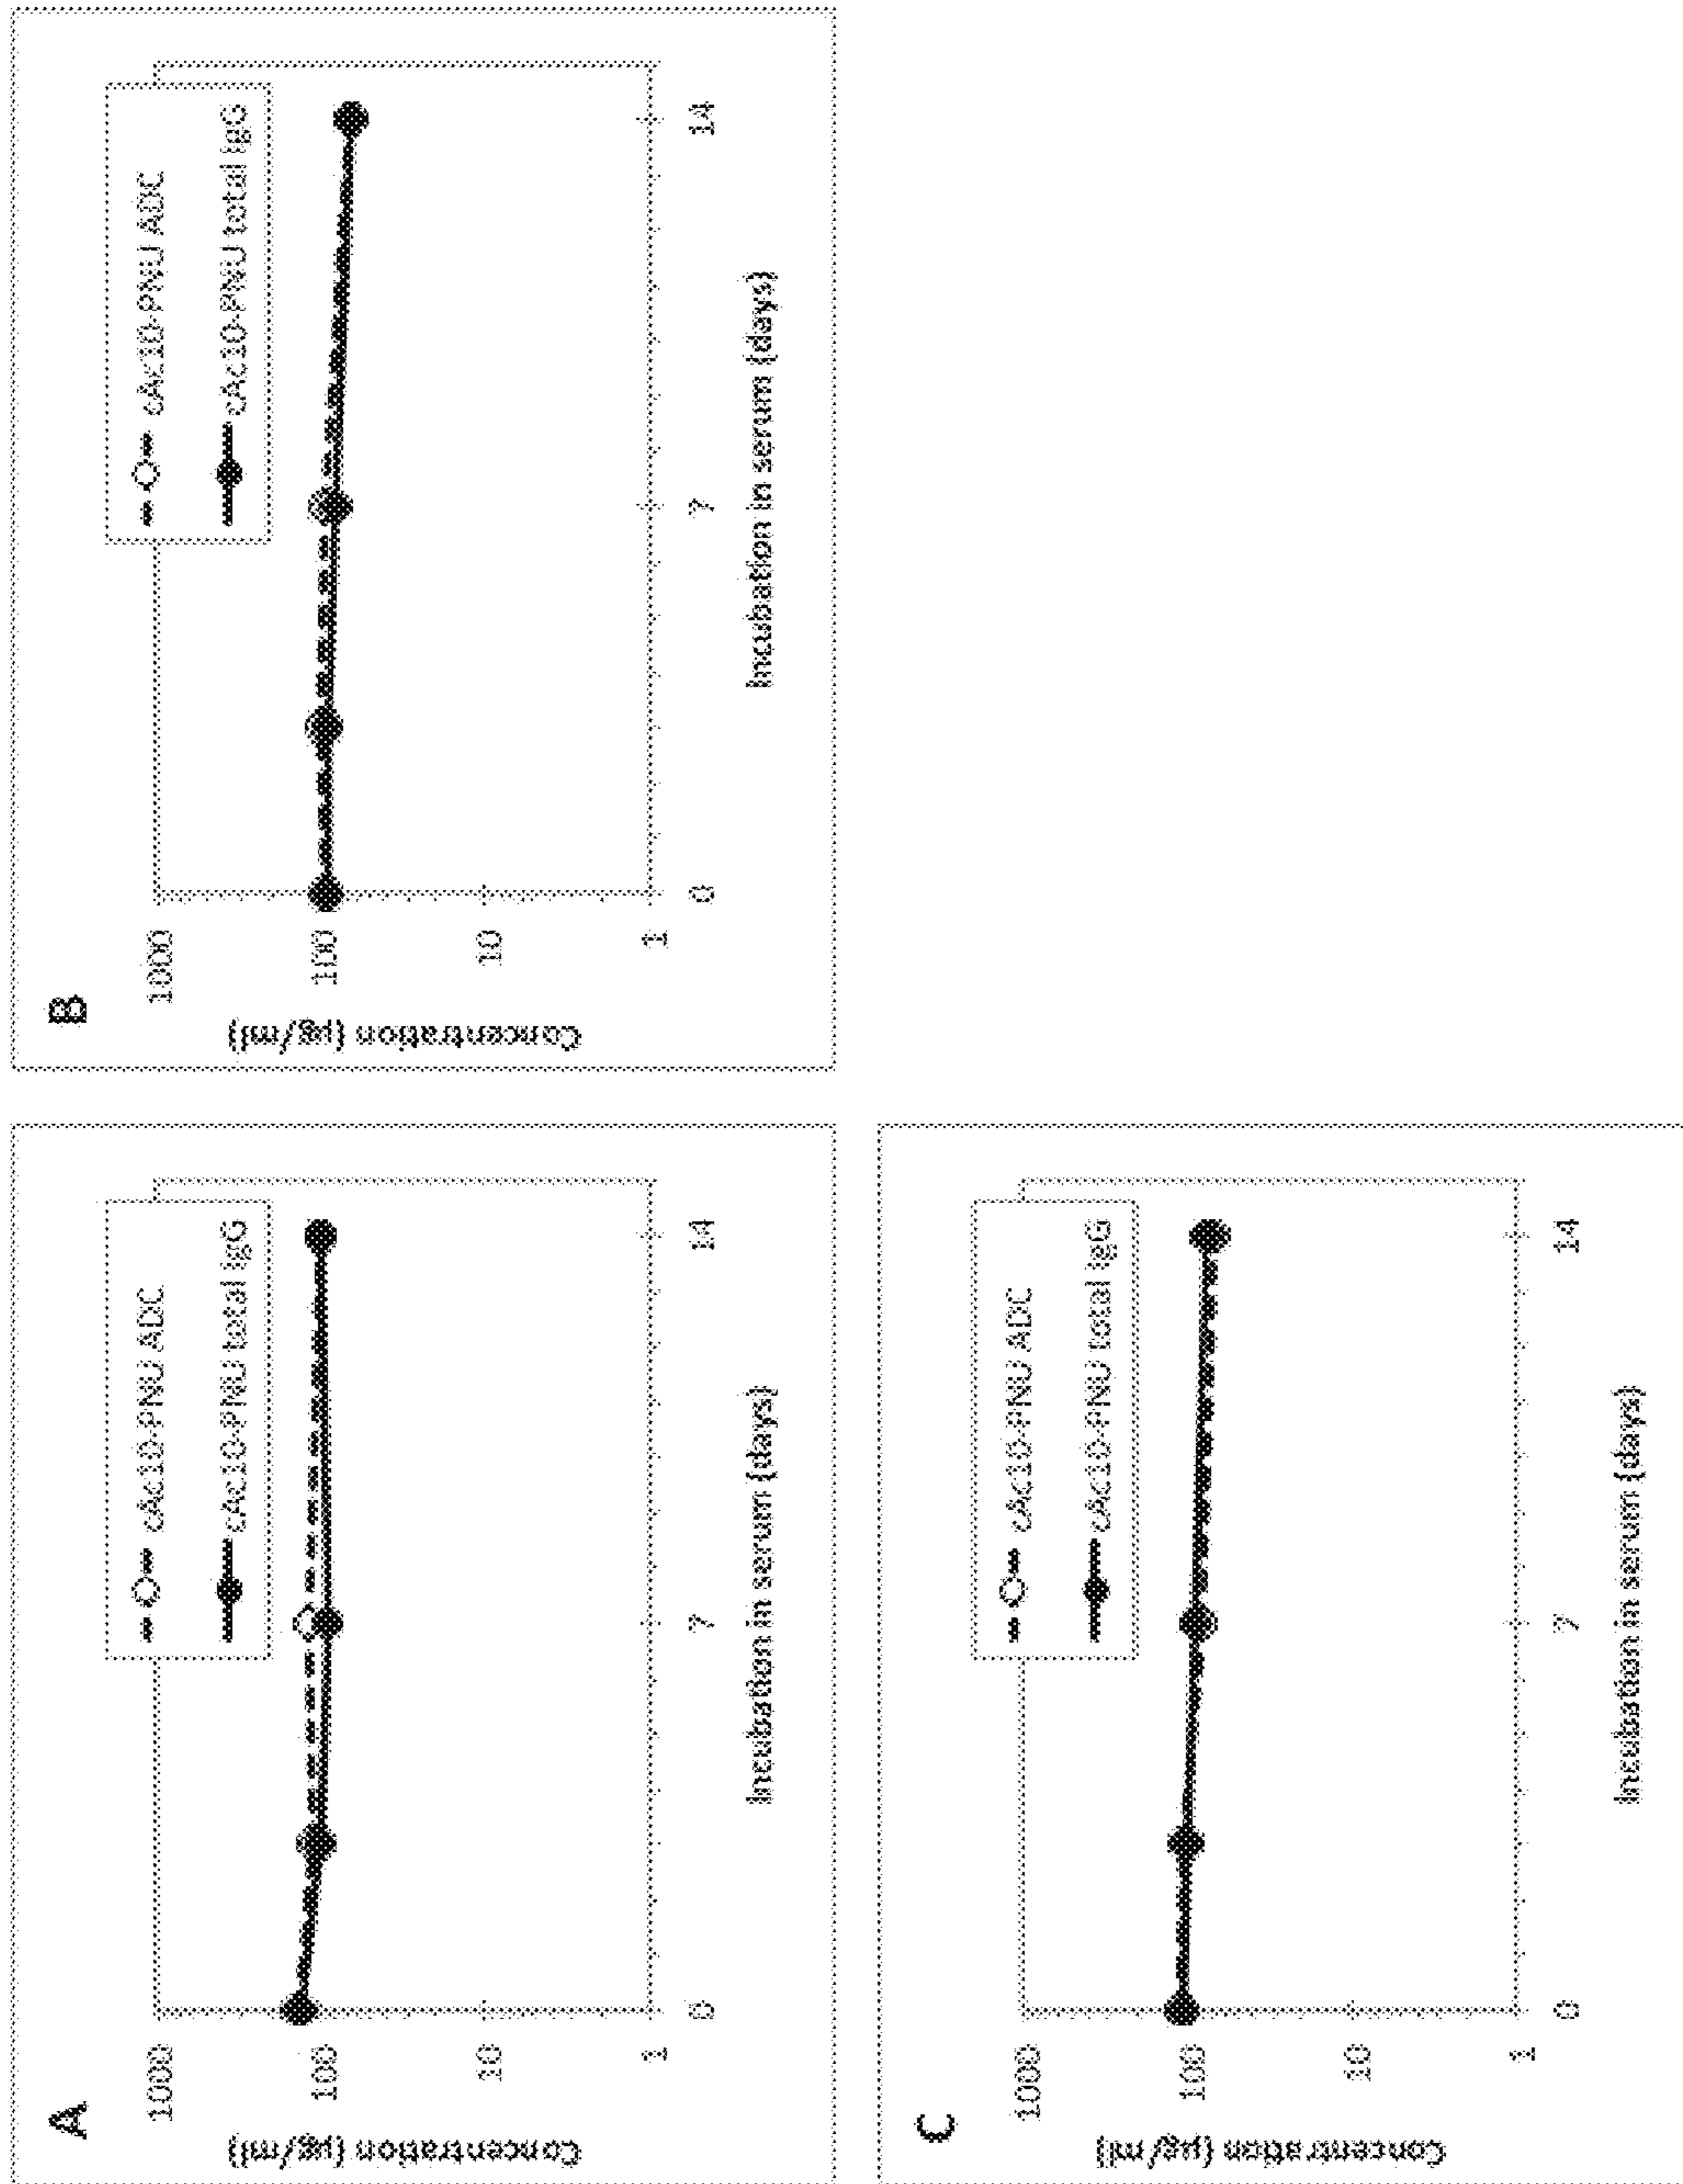 A
cAc10-PNU ADC
cAc10-PNU total IgG
1000
100
10
1
0
7
14
Concentration (µg/ml)
Incubation in serum (days)
B
cAc10-PNU ADC
cAc10-PNU total IgG
1000
100
10
1
0
7
14
Concentration (µg/ml)
Incubation in serum (days)
C
cAc10-PNU ADC
cAc10-PNU total IgG
1000
100
10
1
0
7
14
Concentration (µg/ml)
Incubation in serum (days)